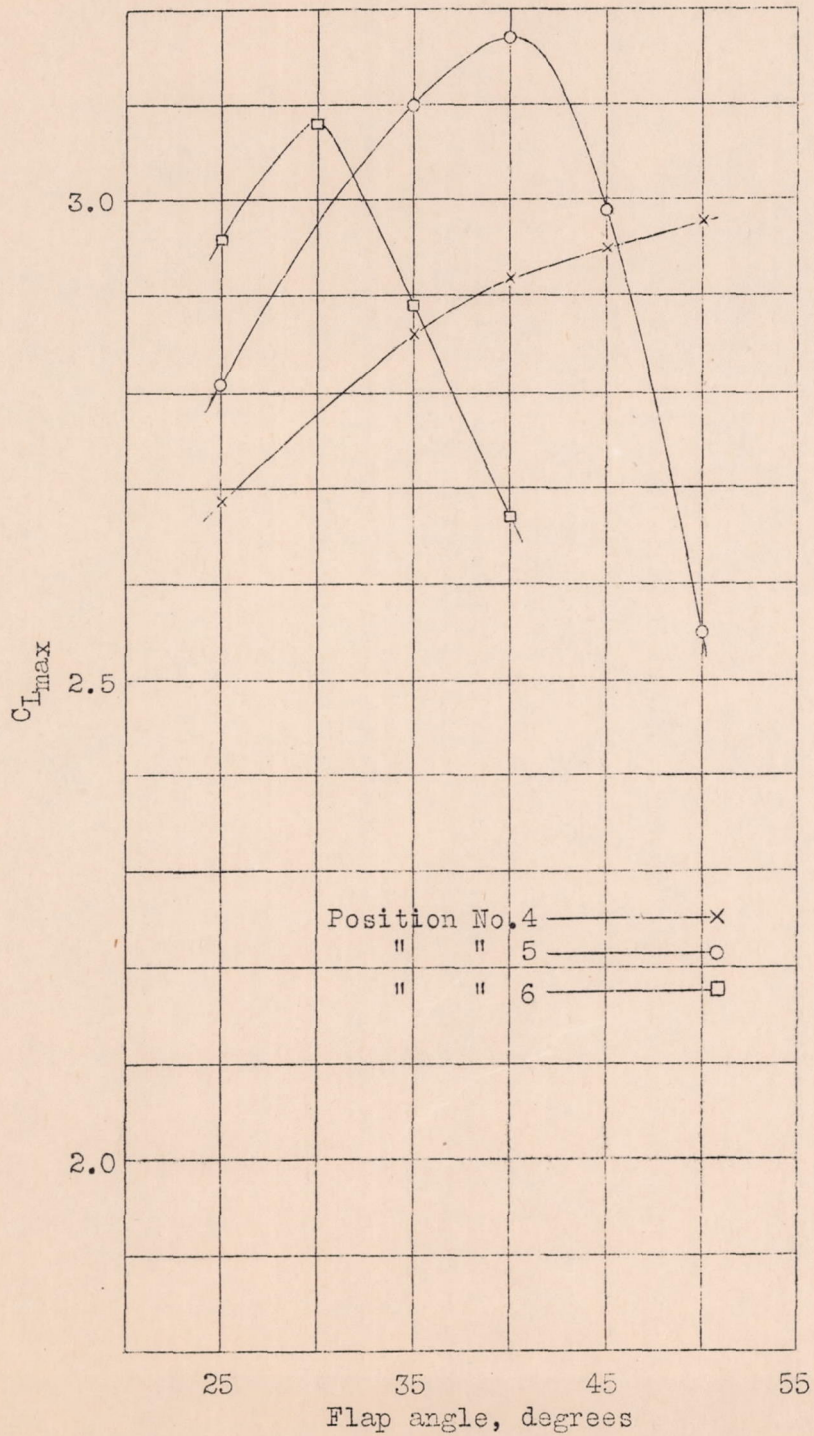 3.0
C_Lmax
2.5
Position No.4
" " 5
" " 6
2.0
25 35 45 55
Flap angle, degrees